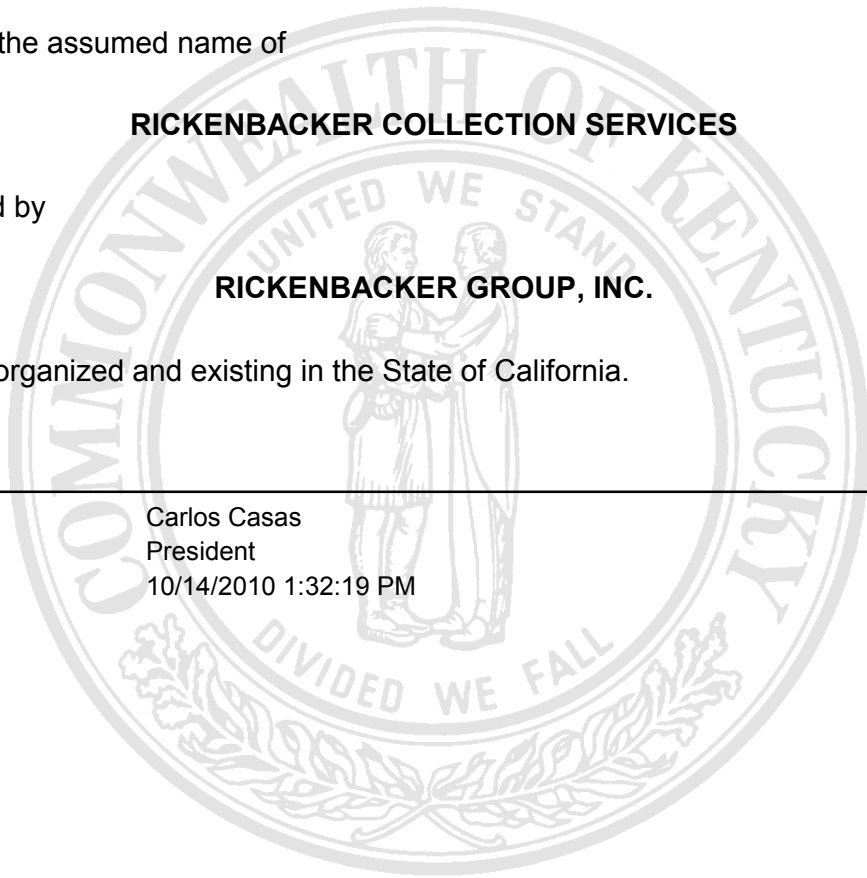 the assumed name of
RICKENBACKER COLLECTION SERVICES
d by
RICKENBACKER GROUP, INC.
organized and existing in the State of California.
Carlos Casas
President
10/14/2010 1:32:19 PM
COMMONWEALTH OF KENTUCKY
UNITED WE STAND
DIVIDED WE FALL